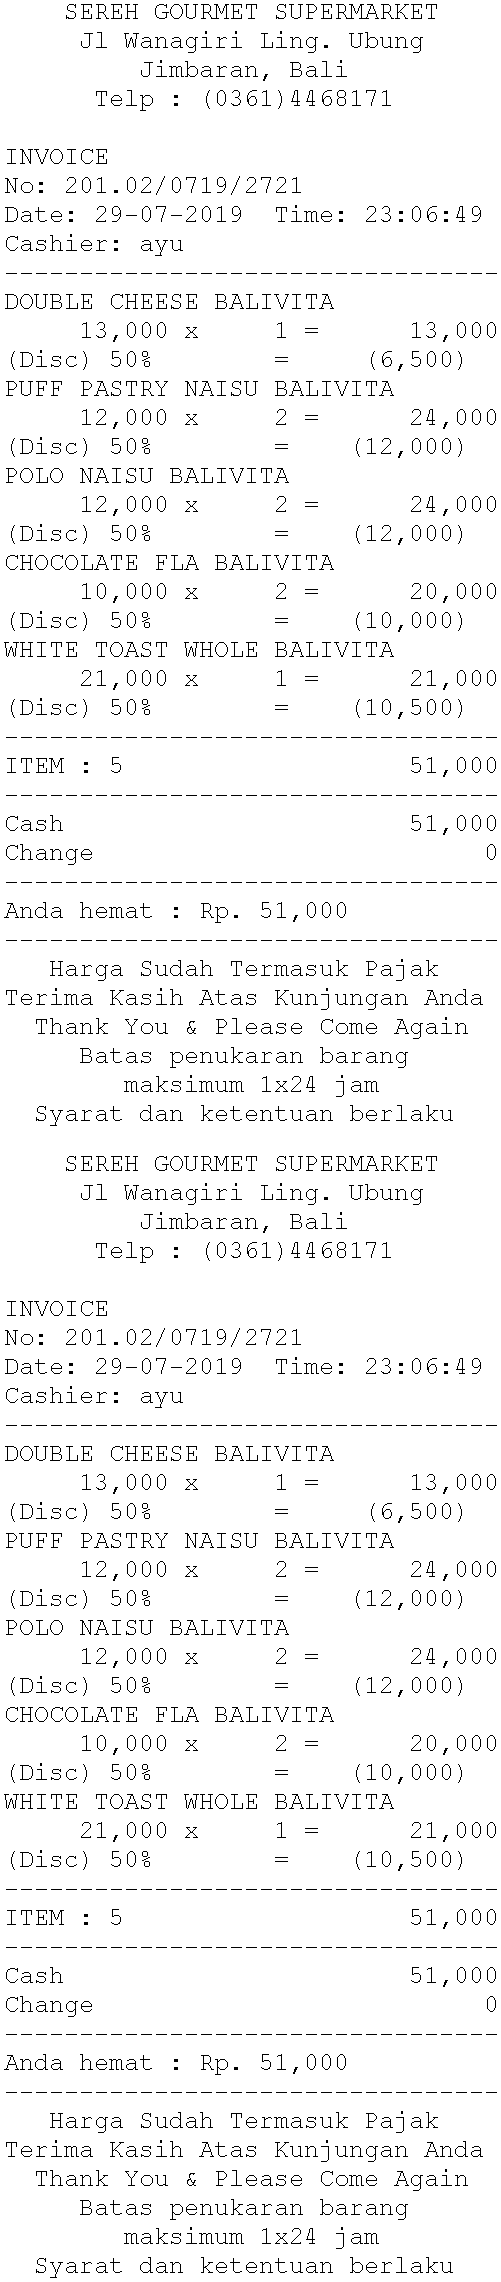 SEREH GOURMET SUPERMARKET
Jl Wanagiri Ling. Ubung
Jimbaran, Bali
Telp : (0361)4468171
INVOICE
No: 201.02/0719/2721
Date: 29-07-2019 Time: 23:06:49
Cashier: ayu
---------------------------------
DOUBLE CHEESE BALIVITA
13,000 x 1 = 13,000
(Disc) 50% = (6,500)
PUFF PASTRY NAISU BALIVITA
12,000 x 2 = 24,000
(Disc) 50% = (12,000)
POLO NAISU BALIVITA
12,000 x 2 = 24,000
(Disc) 50% = (12,000)
CHOCOLATE FLA BALIVITA
10,000 x 2 = 20,000
(Disc) 50% = (10,000)
WHITE TOAST WHOLE BALIVITA
21,000 x 1 = 21,000
(Disc) 50% = (10,500)
---------------------------------
ITEM : 5 51,000
---------------------------------
Cash 51,000
Change 0
---------------------------------
Anda hemat : Rp. 51,000
---------------------------------
Harga Sudah Termasuk Pajak
Terima Kasih Atas Kunjungan Anda
Thank You & Please Come Again
Batas penukaran barang
maksimum 1x24 jam
Syarat dan ketentuan berlaku
SEREH GOURMET SUPERMARKET
Jl Wanagiri Ling. Ubung
Jimbaran, Bali
Telp : (0361)4468171
INVOICE
No: 201.02/0719/2721
Date: 29-07-2019 Time: 23:06:49
Cashier: ayu
---------------------------------
DOUBLE CHEESE BALIVITA
13,000 x 1 = 13,000
(Disc) 50% = (6,500)
PUFF PASTRY NAISU BALIVITA
12,000 x 2 = 24,000
(Disc) 50% = (12,000)
POLO NAISU BALIVITA
12,000 x 2 = 24,000
(Disc) 50% = (12,000)
CHOCOLATE FLA BALIVITA
10,000 x 2 = 20,000
(Disc) 50% = (10,000)
WHITE TOAST WHOLE BALIVITA
21,000 x 1 = 21,000
(Disc) 50% = (10,500)
---------------------------------
ITEM : 5 51,000
---------------------------------
Cash 51,000
Change 0
---------------------------------
Anda hemat : Rp. 51,000
---------------------------------
Harga Sudah Termasuk Pajak
Terima Kasih Atas Kunjungan Anda
Thank You & Please Come Again
Batas penukaran barang
maksimum 1x24 jam
Syarat dan ketentuan berlaku